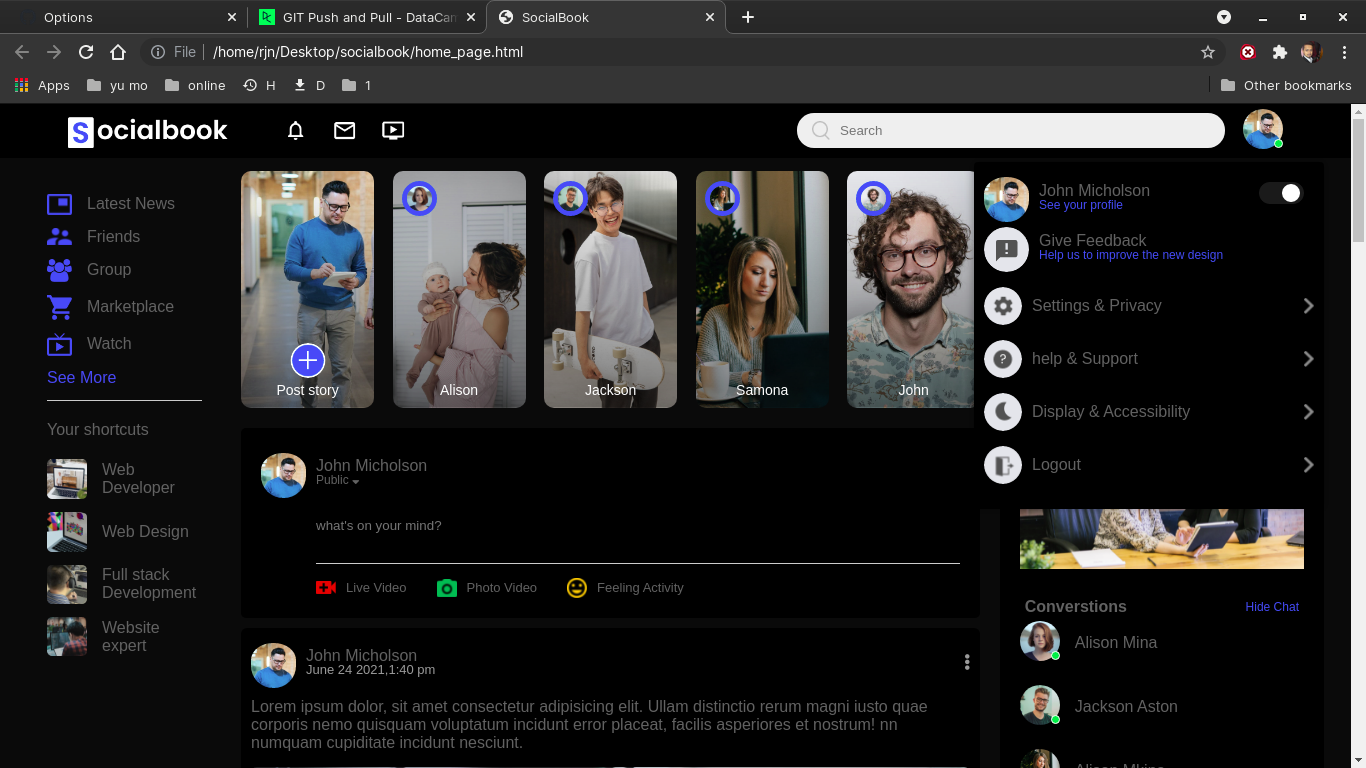 Options
GIT Push and Pull - DataCam
SocialBook
File
/home/rjn/Desktop/socialbook/home_page.html
Apps
yu mo
online
H
D
1
Other bookmarks
Socialbook
Search
Latest News
Friends
Group
Marketplace
Watch
See More
Your shortcuts
Web
Developer
Web Design
Full stack
Development
Website
expert
Post story
Alison
Jackson
Samona
John
John Micholson
Public
what's on your mind?
Live Video
Photo Video
Feeling Activity
John Micholson
June 24 2021,1:40 pm
Lorem ipsum dolor, sit amet consectetur adipisicing elit. Ullam distinctio rerum magni iusto quae
corporis nemo quisquam voluptatum incidunt error placeat, facilis asperiores et nostrum! nn
numquam cupiditate incidunt nesciunt.
John Micholson
See your profile
Give Feedback
Help us to improve the new design
Settings & Privacy
help & Support
Display & Accessibility
Logout
Converstions
Hide Chat
Alison Mina
Jackson Aston